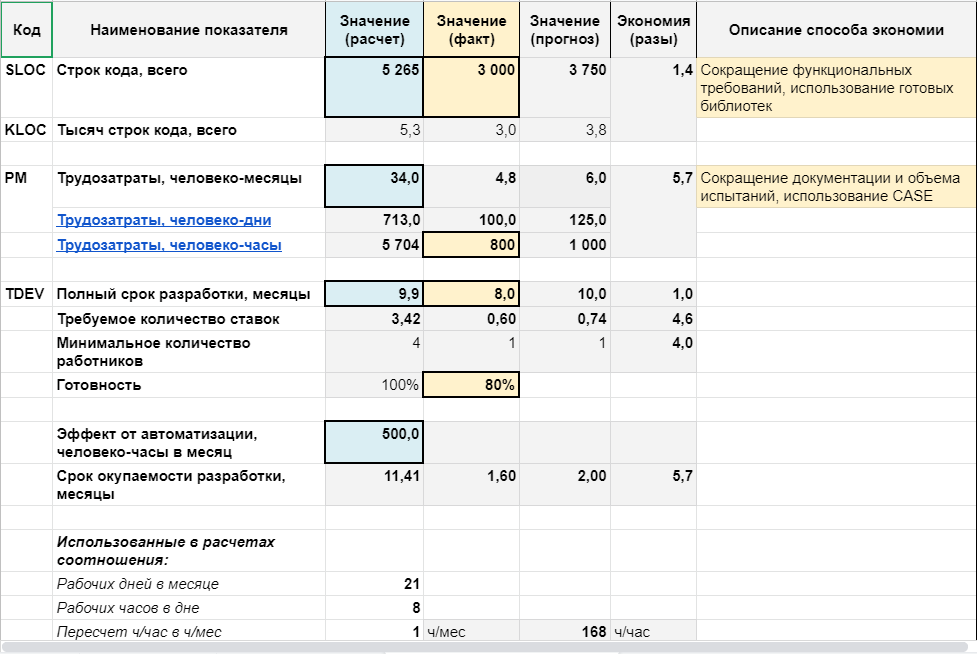 Код Наименование показателя Значение (расчет) Значение (факт) Значение (прогноз) Экономия (разы) Описание способа экономии
SLOC Строк кода, всего 5 265 3 000 3 750 1,4 Сокращение функциональных
требований, использование готовых
библиотек
KLOC Тысяч строк кода, всего 5,3 3,0 3,8
PM Трудозатраты, человеко-месяцы 34,0 4,8 6,0 5,7 Сокращение документации и объема
испытаний, использование CASE
Трудозатраты, человеко-дни 713,0 100,0 125,0
Трудозатраты, человеко-часы 5 704 800 1 000
TDEV Полный срок разработки, месяцы 9,9 8,0 10,0 1,0
Требуемое количество ставок 3,42 0,60 0,74 4,6
Минимальное количество 4 1 1 4,0
работников
Готовность 100% 80%
Эффект от автоматизации, 500,0
человеко-часы в месяц
Срок окупаемости разработки, 11,41 1,60 2,00 5,7
месяцы
Использованные в расчетах
соотношения:
Рабочих дней в месяце 21
Рабочих часов в дне 8
Пересчет ч/час в ч/мес 1 ч/мес 168 ч/час